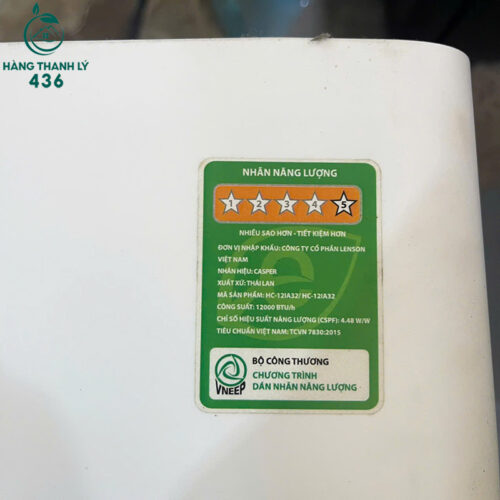 HÀNG THANH LÝ
436
NHÃN NĂNG LƯỢNG
1 2 3 4 5
NHIỀU SAO HƠN - TIẾT KIỆM HƠN
ĐƠN VỊ NHẬP KHẨU: CÔNG TY CỔ PHẦN LENSON
VIỆT NAM
NHÃN HIỆU: CASPER
XUẤT XỨ: THÁI LAN
MÃ SẢN PHẨM: HC-12IA32/ HC-12IA32
CÔNG SUẤT: 12000 BTU/h
CHỈ SỐ HIỆU SUẤT NĂNG LƯỢNG (CSPF): 4.48 W/W
TIÊU CHUẨN VIỆT NAM: TCVN 7830:2015
BỘ CÔNG THƯƠNG
CHƯƠNG TRÌNH
DÁN NHÃN NĂNG LƯỢNG
VNEEP